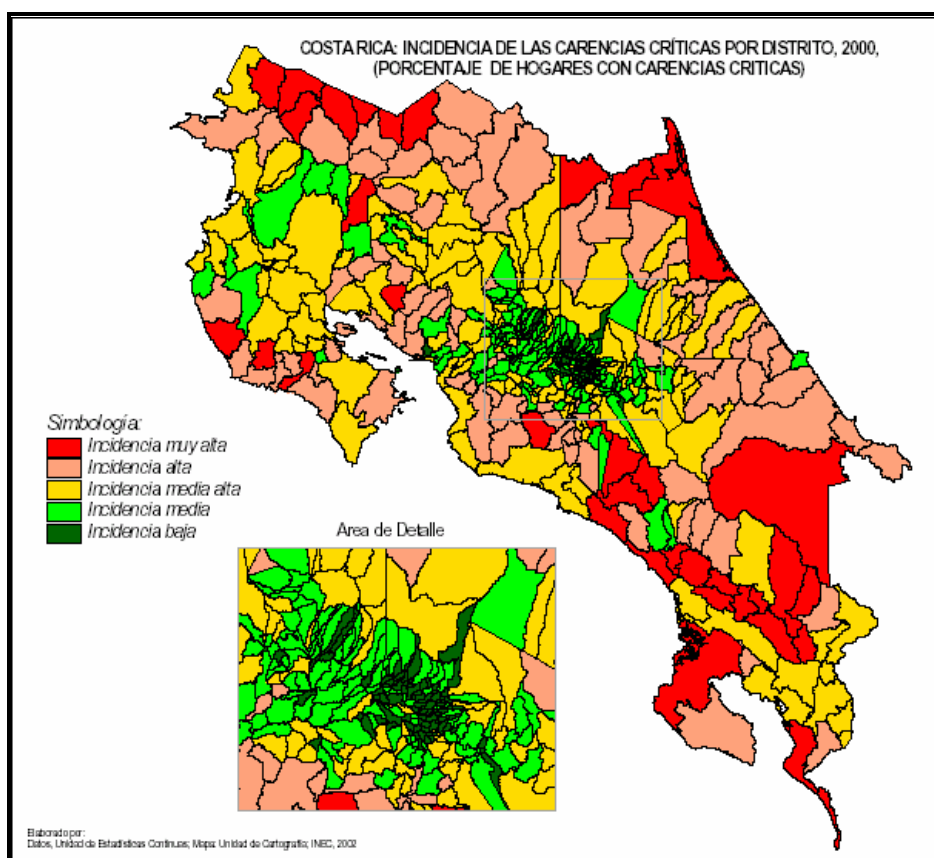 COSTA RICA: INCIDENCIA DE LAS CARENCIAS CRÍTICAS POR DISTRITO, 2000,
(PORCENTAJE DE HOGARES CON CARENCIAS CRITICAS)
Simbología:
Incidencia muy alta
Incidencia alta
Incidencia media alta
Incidencia media
Incidencia baja
Area de Detalle
Elaborado por:
Datos, Unidad de Estadísticas Continuas; Mapa: Unidad de Cartografía; INEC, 2002